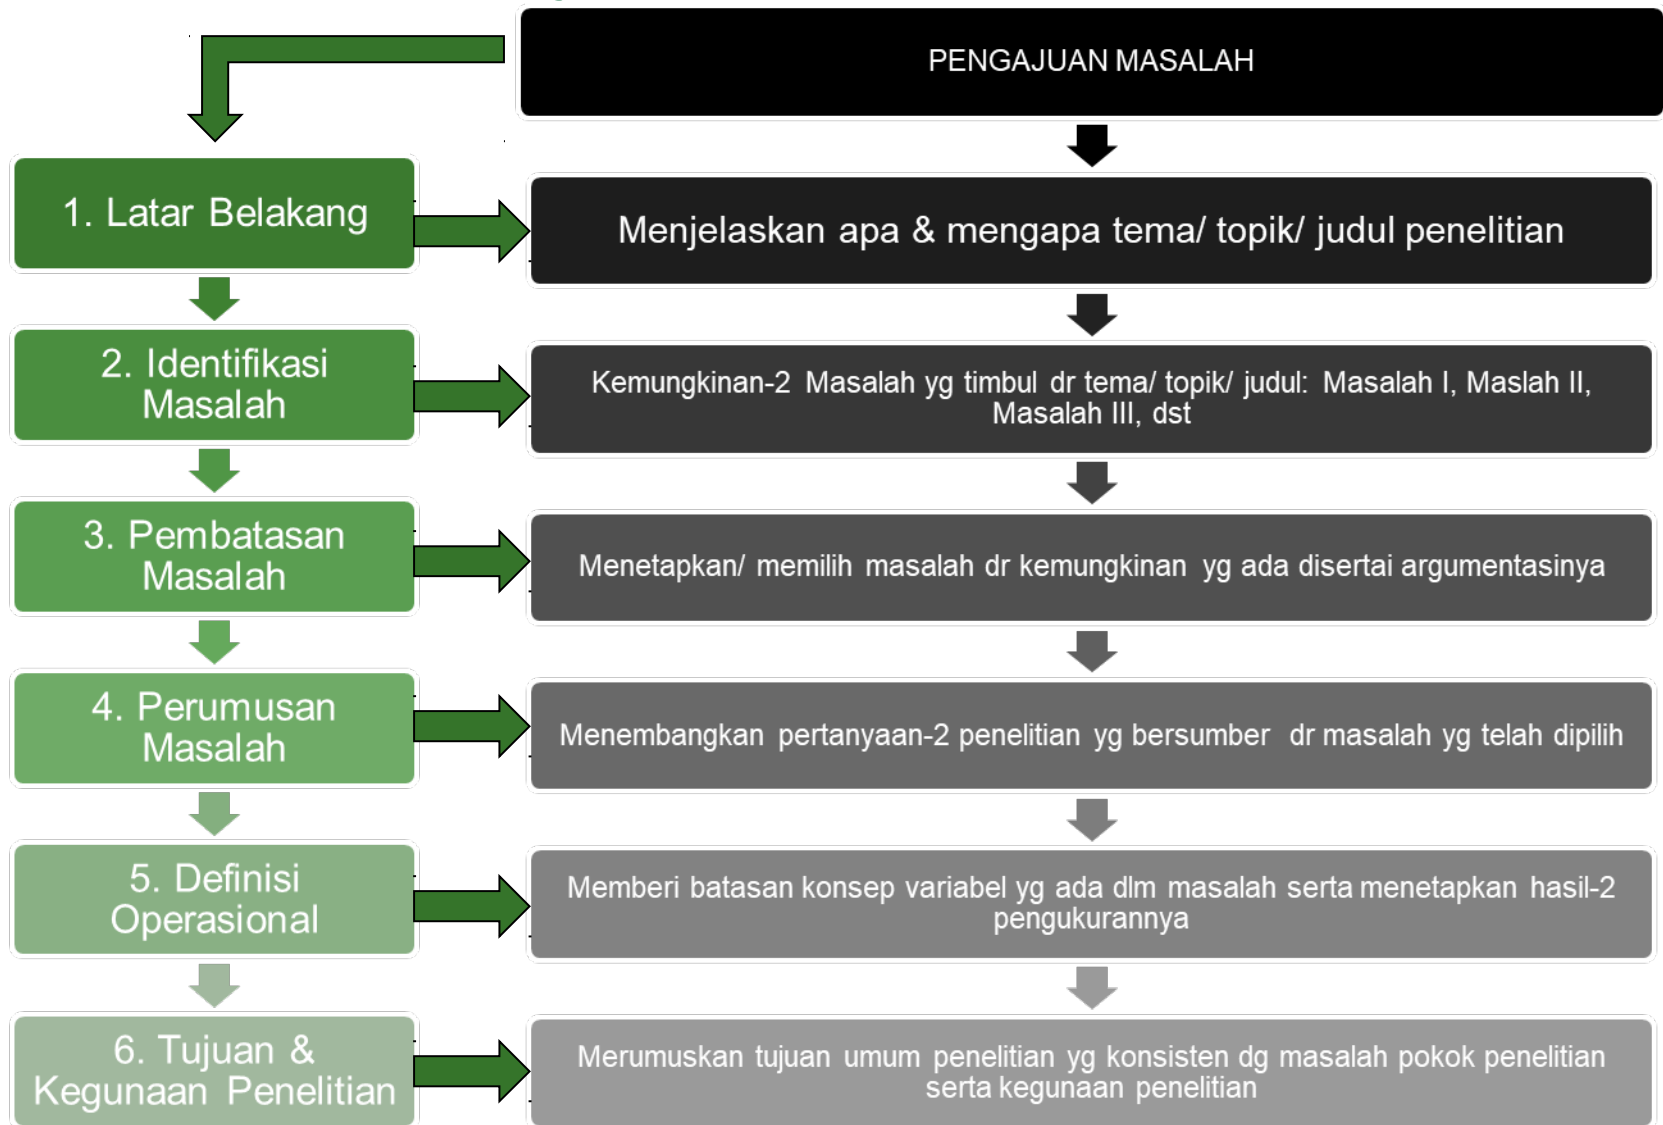 PENGAJUAN MASALAH
1. Latar Belakang
Menjelaskan apa & mengapa tema/ topik/ judul penelitian
2. Identifikasi
Masalah
Kemungkinan-2 Masalah yg timbul dr tema/ topik/ judul: Masalah I, Maslah II,
Masalah III, dst
3. Pembatasan
Masalah
Menetapkan/ memilih masalah dr kemungkinan yg ada disertai argumentasinya
4. Perumusan
Masalah
Menembangkan pertanyaan-2 penelitian yg bersumber dr masalah yg telah dipilih
5. Definisi
Operasional
Memberi batasan konsep variabel yg ada dlm masalah serta menetapkan hasil-2
pengukurannya
6. Tujuan &
Kegunaan Penelitian
Merumuskan tujuan umum penelitian yg konsisten dg masalah pokok penelitian
serta kegunaan penelitian